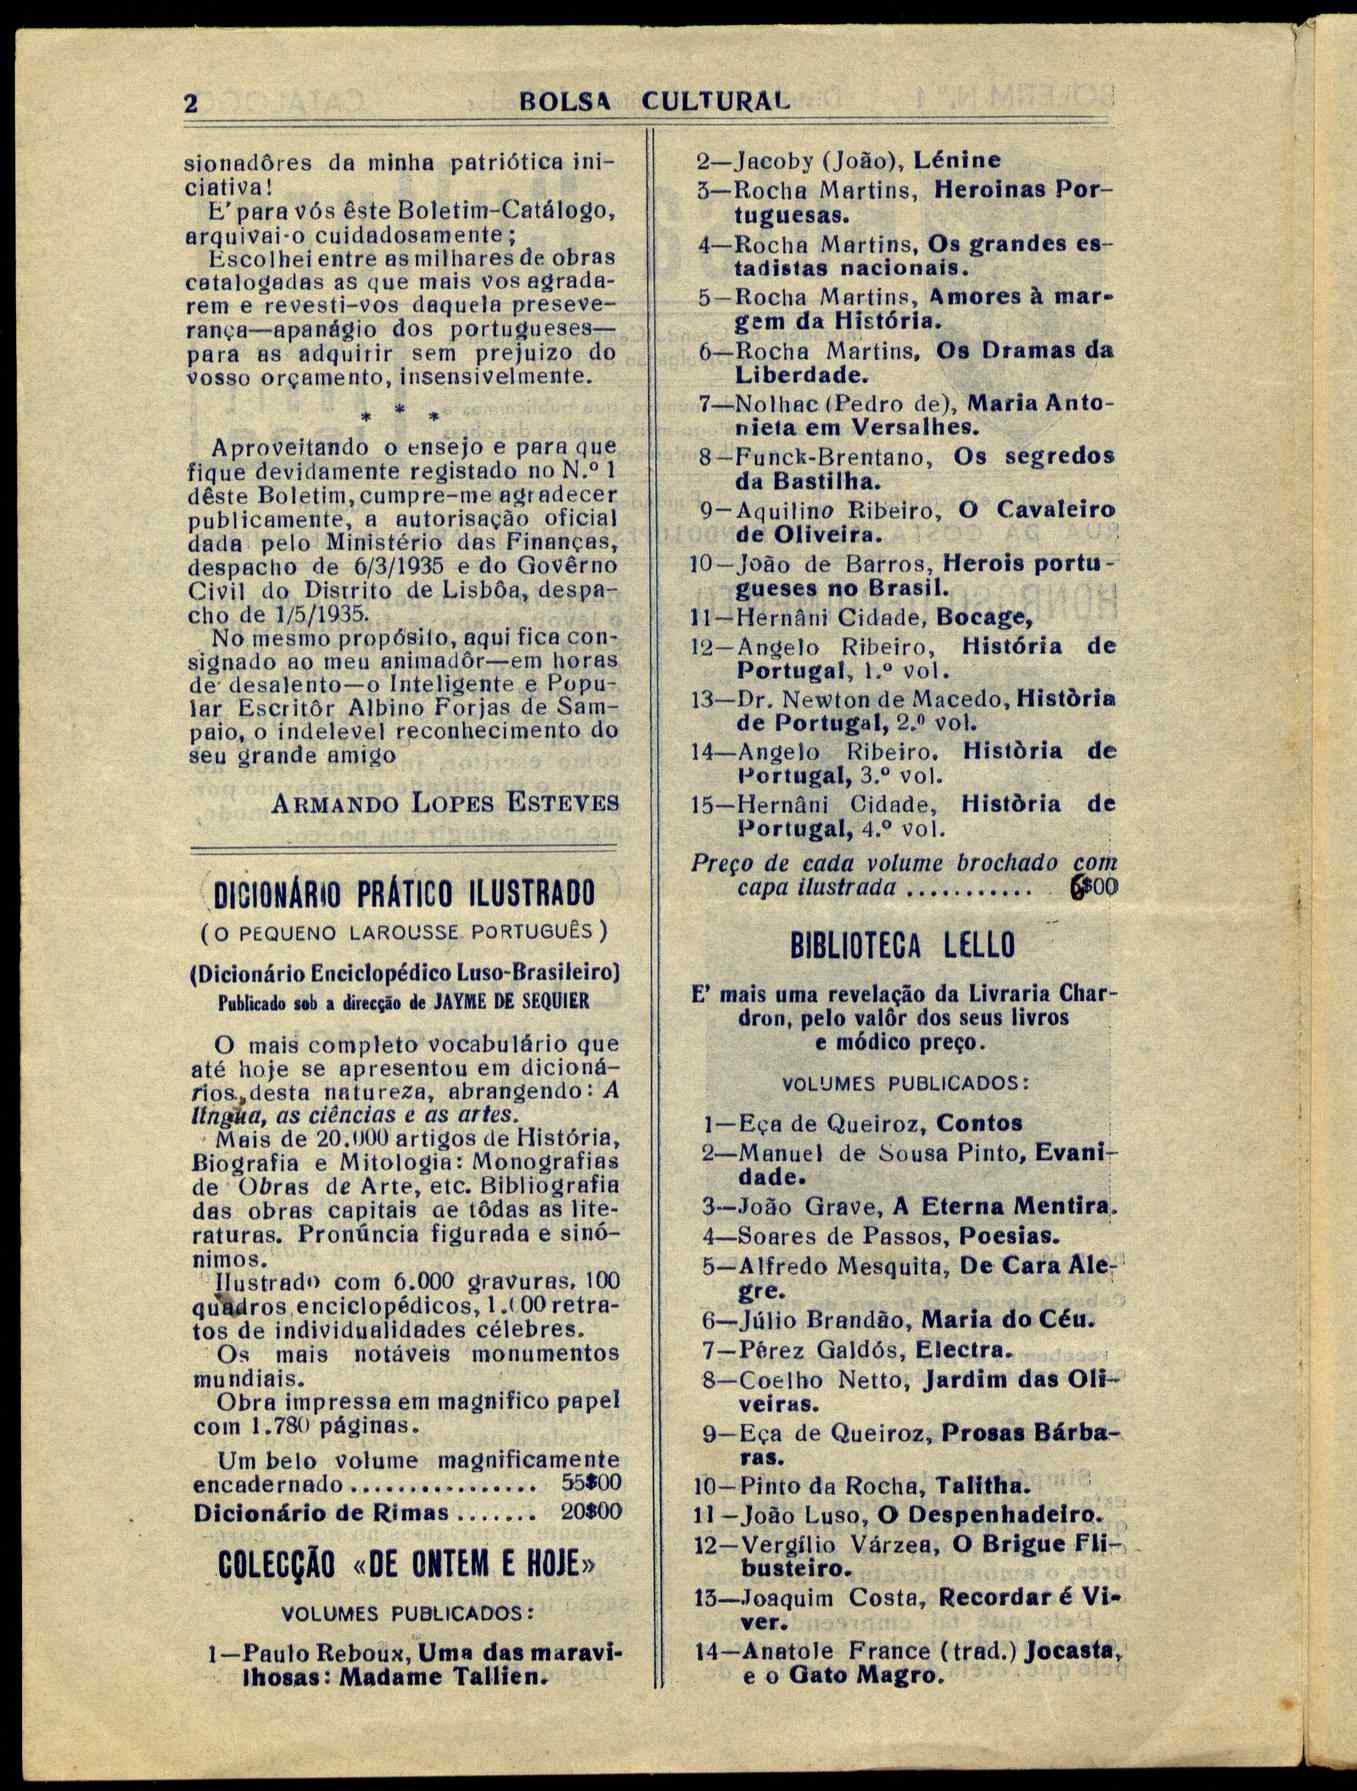 2 BOLSA CULTURAL
sionadôres da minha patriótica ini-
ciativa!
E' para vós êste Boletim-Catálogo,
arquivai-o cuidadosamente;
Escolhei entre as milhares de obras
catalogadas as que mais vos agrada-
rem e revesti-vos daquela preseve-
rança—apanágio dos portugueses—
para as adquirir sem prejuizo do
vosso orçamento, insensivelmente.
* * *
Aproveitando o ensejo e para que
fique devidamente registado no N.º 1
dêste Boletim, cumpre-me agradecer
publicamente, a autorisação oficial
dada pelo Ministério das Finanças,
despacho de 6/3/1935 e do Govêrno
Civil do Distrito de Lisbôa, despa-
cho de 1/5/1935.
No mesmo propósito, aqui fica con-
signado ao meu animadôr—em horas
de desalento—o Inteligente e Popu-
lar Escritôr Albino Forjas de Sam-
paio, o indelevel reconhecimento do
seu grande amigo
ARMANDO LOPES ESTEVES
DICIONÁRIO PRÁTICO ILUSTRADO
(O PEQUENO LAROUSSE PORTUGUÊS)
(Dicionário Enciclopédico Luso-Brasileiro)
Publicado sob a direcção de JAYME DE SEQUIER
O mais completo vocabulário que
até hoje se apresentou em dicioná-
rios, desta natureza, abrangendo: A
língua, as ciências e as artes.
Mais de 20.000 artigos de História,
Biografia e Mitologia: Monografias
de Obras de Arte, etc. Bibliografia
das obras capitais de tôdas as lite-
raturas. Pronúncia figurada e sinó-
nimos.
Ilustrado com 6.000 gravuras, 100
quadros enciclopédicos, 1.000 retra-
tos de individualidades célebres.
Os mais notáveis monumentos
mundiais.
Obra impressa em magnifico papel
com 1.780 páginas.
Um belo volume magnificamente
encadernado ................ 55$00
Dicionário de Rimas ....... 20$00
COLECÇÃO «DE ONTEM E HOJE»
VOLUMES PUBLICADOS:
1—Paulo Reboux, Uma das maravi-
lhosas: Madame Tallien.
2—Jacoby (João), Lénine
3—Rocha Martins, Heroinas Por-
tuguesas.
4—Rocha Martins, Os grandes es-
tadistas nacionais.
5—Rocha Martins, Amores à mar-
gem da História.
6—Rocha Martins, Os Dramas da
Liberdade.
7—Nolhac (Pedro de), Maria Anto-
nieta em Versalhes.
8—Funck-Brentano, Os segredos
da Bastilha.
9—Aquilino Ribeiro, O Cavaleiro
de Oliveira.
10—João de Barros, Herois portu-
gueses no Brasil.
11—Hernâni Cidade, Bocage,
12—Angelo Ribeiro, História de
Portugal, 1.º vol.
13—Dr. Newton de Macedo, Història
de Portugal, 2.º vol.
14—Angelo Ribeiro, Història de
Portugal, 3.º vol.
15—Hernâni Cidade, Història de
Portugal, 4.º vol.
Preço de cada volume brochado com
capa ilustrada ........... 6$00
BIBLIOTECA LELLO
E' mais uma revelação da Livraria Char-
dron, pelo valôr dos seus livros
e módico preço.
VOLUMES PUBLICADOS:
1—Eça de Queiroz, Contos
2—Manuel de Sousa Pinto, Evani-
dade.
3—João Grave, A Eterna Mentira.
4—Soares de Passos, Poesias.
5—Alfredo Mesquita, De Cara Ale-
gre.
6—Júlio Brandão, Maria do Céu.
7—Pérez Galdós, Electra.
8—Coelho Netto, Jardim das Oli-
veiras.
9—Eça de Queiroz, Prosas Bárba-
ras.
10—Pinto da Rocha, Talitha.
11—João Luso, O Despenhadeiro.
12—Vergílio Várzea, O Brigue Fli-
busteiro.
13—Joaquim Costa, Recordar é Vi-
ver.
14—Anatole France (trad.) Jocasta,
e o Gato Magro.